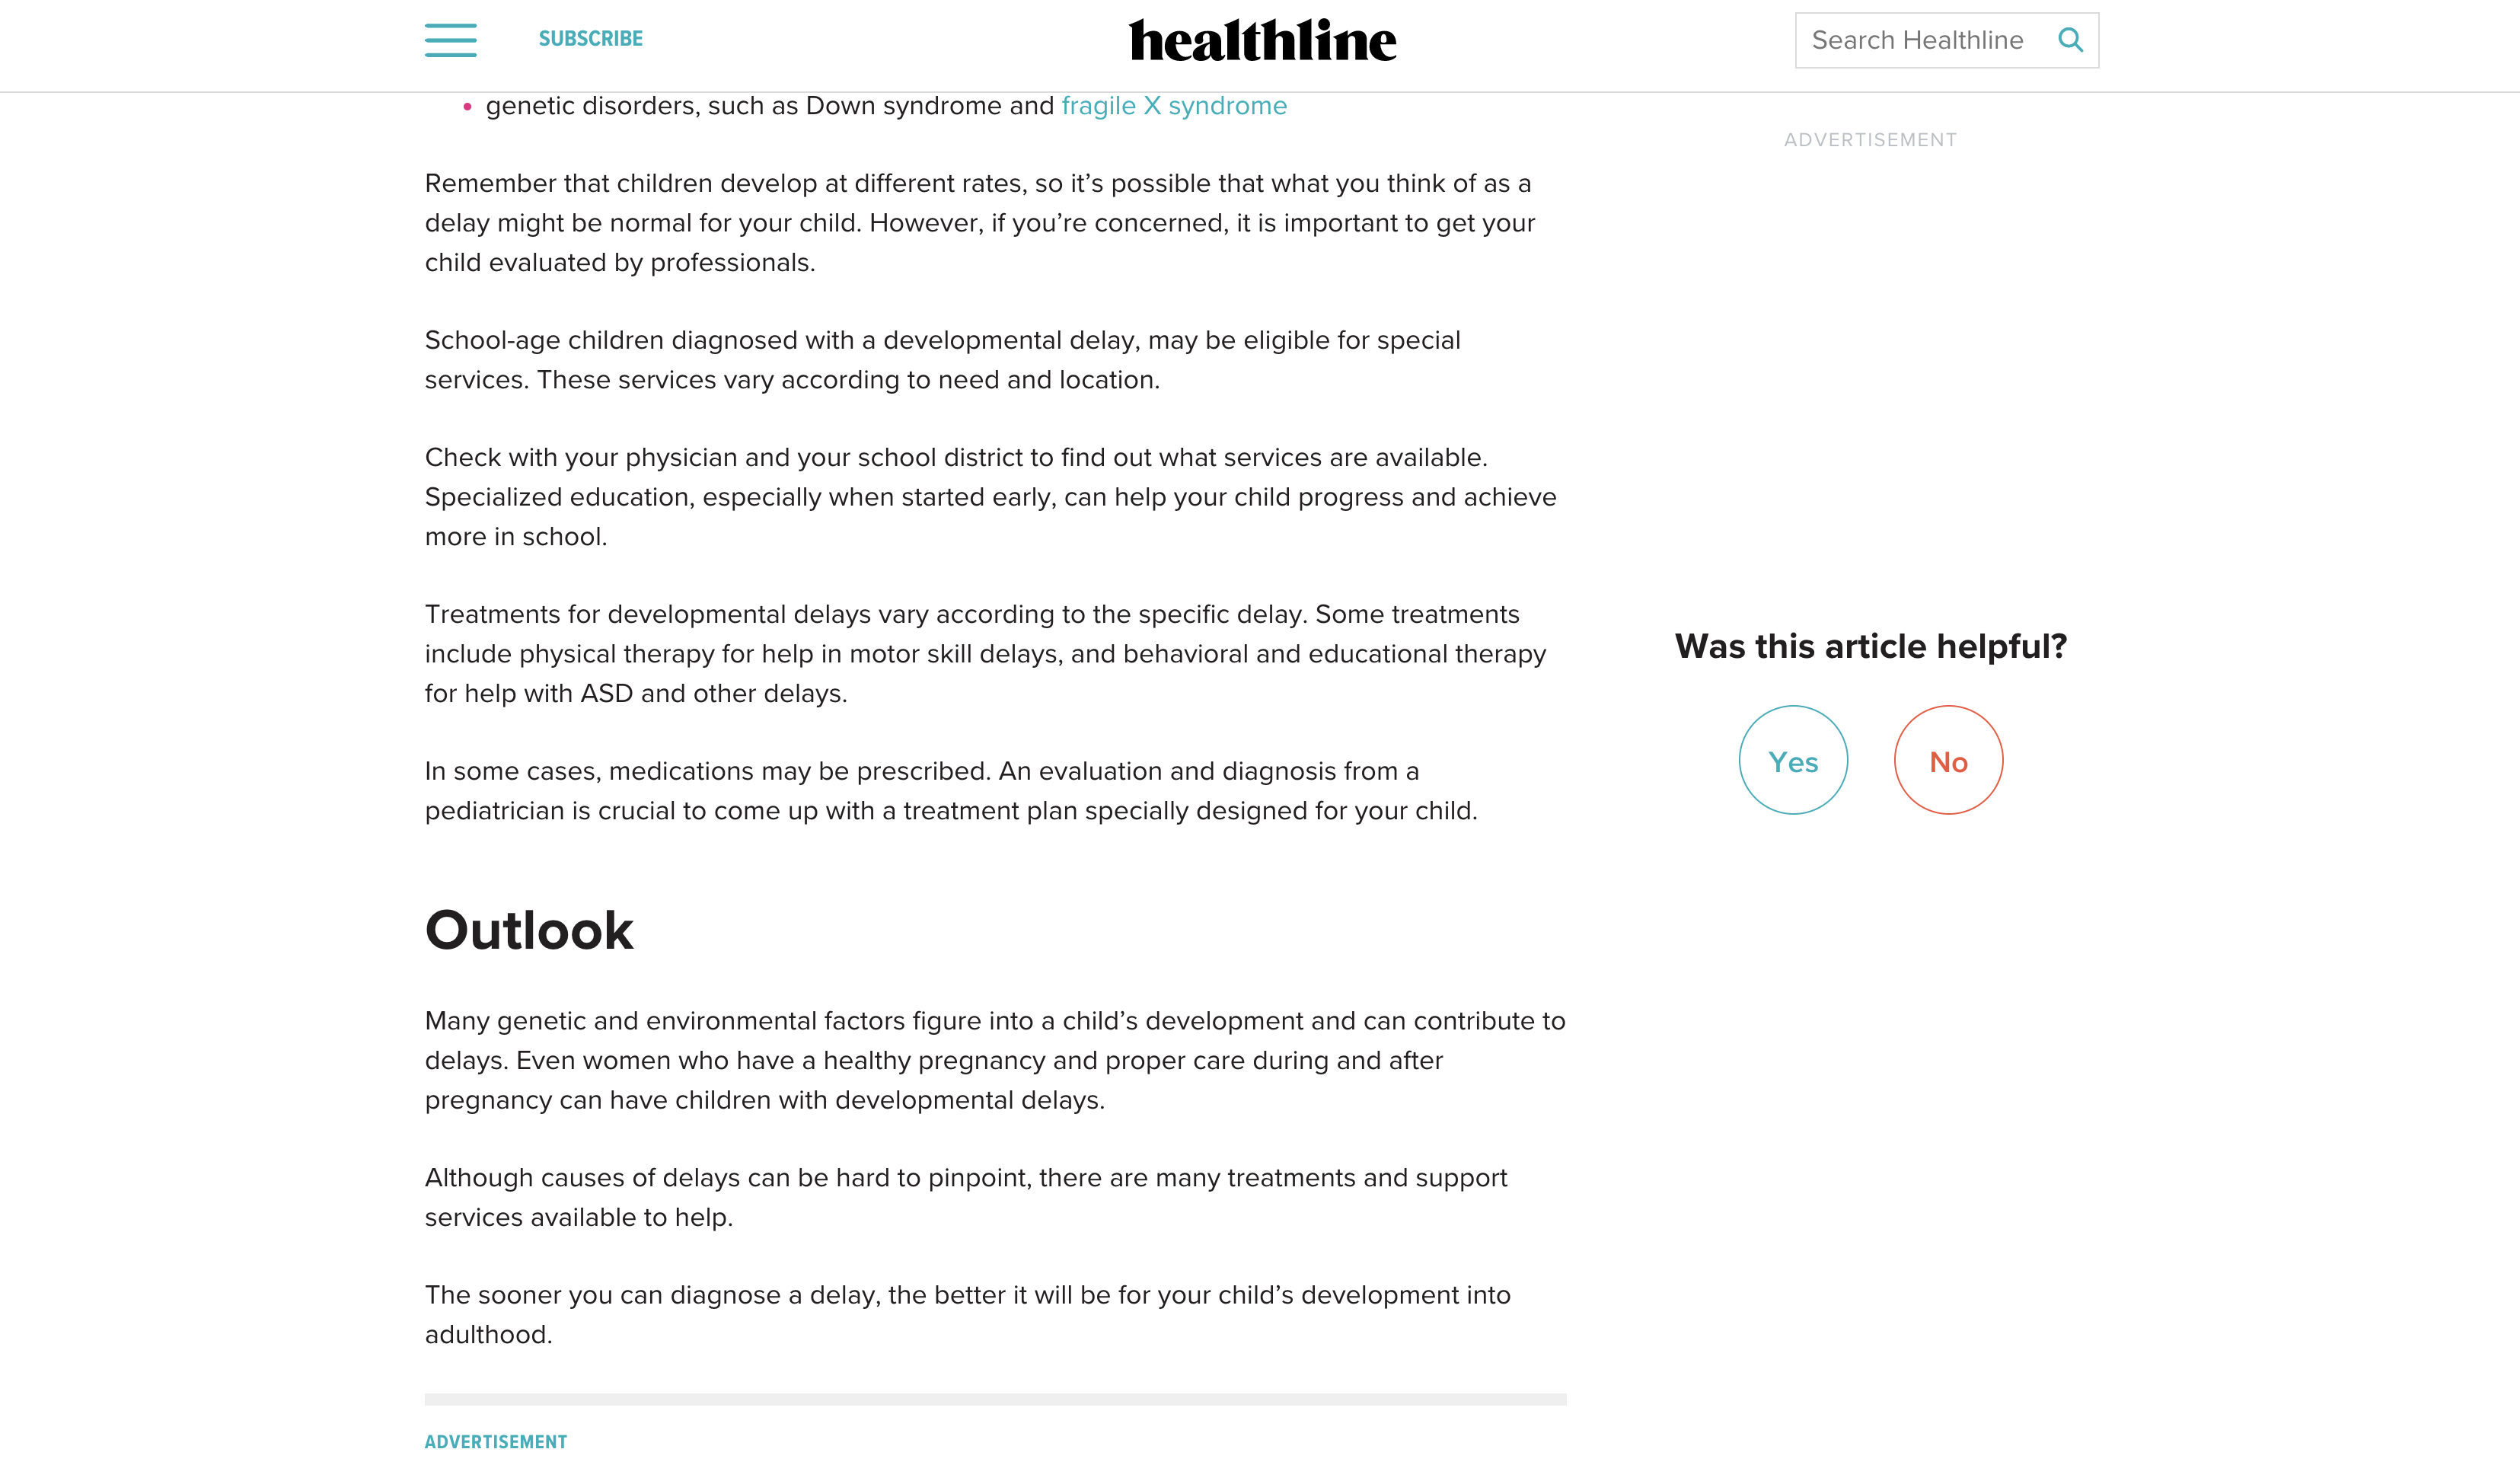 SUBSCRIBE
healthline
Search Healthline
genetic disorders, such as Down syndrome and fragile X syndrome
ADVERTISEMENT
Remember that children develop at different rates, so it’s possible that what you think of as a
delay might be normal for your child. However, if you’re concerned, it is important to get your
child evaluated by professionals.
School-age children diagnosed with a developmental delay, may be eligible for special
services. These services vary according to need and location.
Check with your physician and your school district to find out what services are available.
Specialized education, especially when started early, can help your child progress and achieve
more in school.
Treatments for developmental delays vary according to the specific delay. Some treatments
include physical therapy for help in motor skill delays, and behavioral and educational therapy
for help with ASD and other delays.
In some cases, medications may be prescribed. An evaluation and diagnosis from a
pediatrician is crucial to come up with a treatment plan specially designed for your child.
Was this article helpful?
Yes
No
Outlook
Many genetic and environmental factors figure into a child’s development and can contribute to
delays. Even women who have a healthy pregnancy and proper care during and after
pregnancy can have children with developmental delays.
Although causes of delays can be hard to pinpoint, there are many treatments and support
services available to help.
The sooner you can diagnose a delay, the better it will be for your child’s development into
adulthood.
ADVERTISEMENT